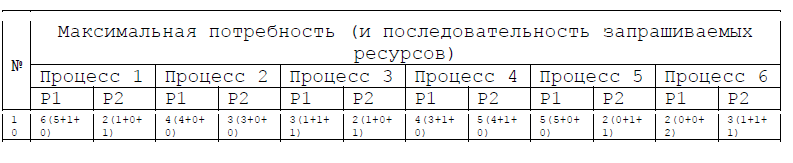 Максимальная потребность (и последовательность запрашиваемых
ресурсов)
№
Процесс 1 Процесс 2 Процесс 3 Процесс 4 Процесс 5 Процесс 6
P1 P2 P1 P2 P1 P2 P1 P2 P1 P2 P1 P2
1 6(5+1+ 2(1+0+ 4(4+0+ 3(3+0+ 3(1+1+ 2(1+0+ 4(3+1+ 5(4+1+ 5(5+0+ 2(0+1+ 2(0+0+ 3(1+1+
0 0) 1) 0) 0) 1) 1) 0) 0) 0) 1) 2) 1)